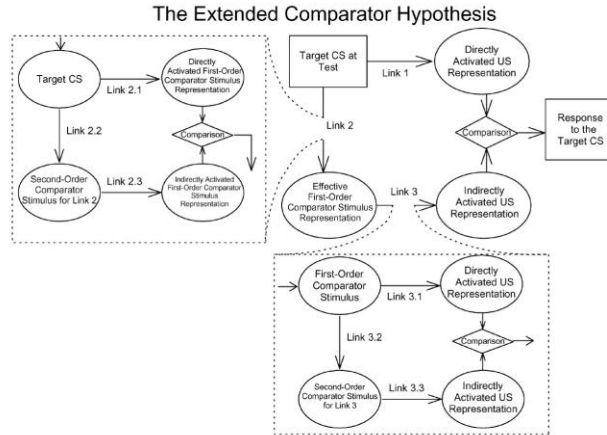 The Extended Comparator Hypothesis
Target CS
Link 2.1
Directly
Activated First-Order
Comparator Stimulus
Representation
Link 2.2
Comparison
Second-Order
Comparator
Stimulus for Link 2
Link 2.3
Indirectly Activated
First-Order Comparator
Stimulus
Representation
Target CS at
Test
Link 1
Directly
Activated US
Representation
Link 2
Comparison
Response
to the
Target CS
Effective
First-Order
Comparator Stimulus
Representation
Link 3
Indirectly
Activated US
Representation
First-Order
Comparator
Stimulus
Link 3.1
Directly
Activated US
Representation
Link 3.2
Comparison
Second-Order
Comparator Stimulus
for Link 3
Link 3.3
Indirectly
Activated US
Representation